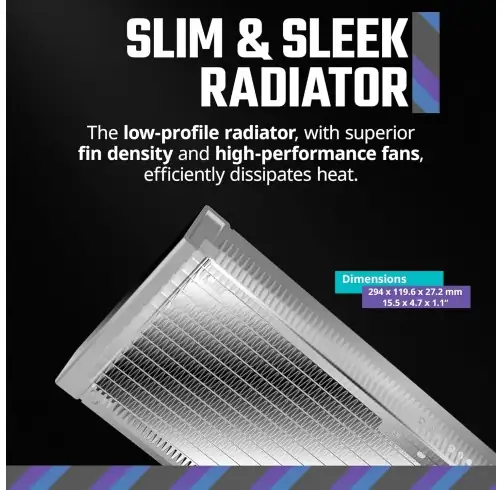 SLIM & SLEEK
RADIATOR
The low-profile radiator, with superior
fin density and high-performance fans,
efficiently dissipates heat.
Dimensions
294 x 119.6 x 27.2 mm
15.5 x 4.7 x 1.1"